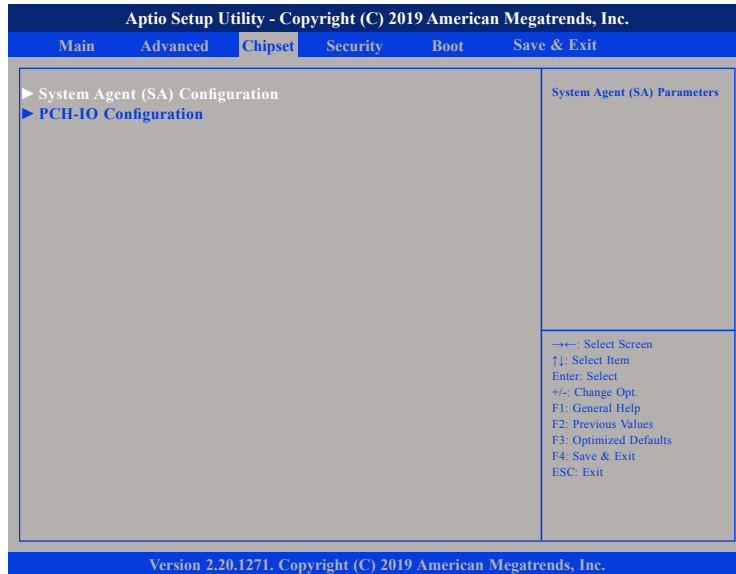 Aptio Setup Utility - Copyright (C) 2019 American Megatrends, Inc.
Main Advanced Chipset Security Boot Save & Exit
► System Agent (SA) Configuration
► PCH-IO Configuration
System Agent (SA) Parameters
→←: Select Screen
↑↓: Select Item
Enter: Select
+/-: Change Opt.
F1: General Help
F2: Previous Values
F3: Optimized Defaults
F4: Save & Exit
ESC: Exit
Version 2.20.1271. Copyright (C) 2019 American Megatrends, Inc.